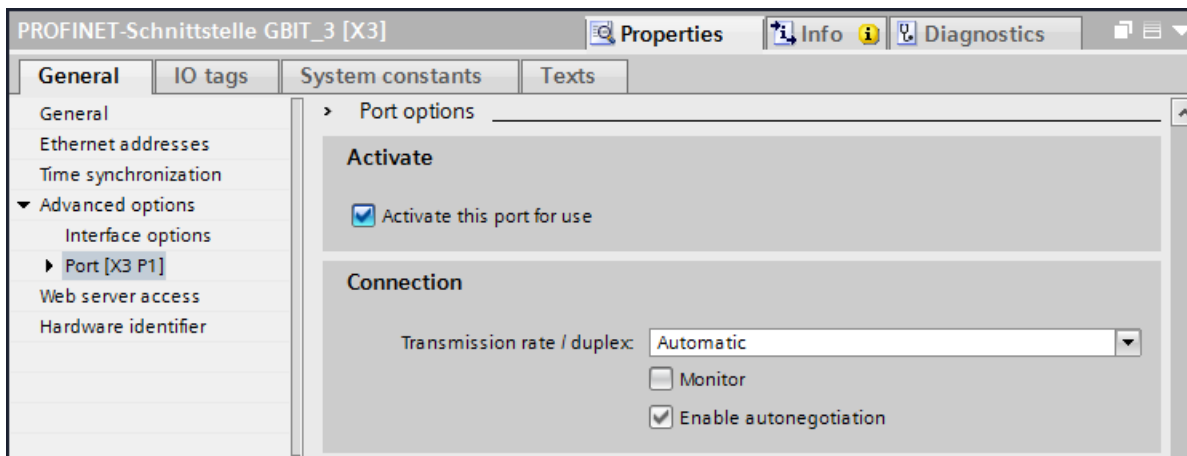 PROFINET-Schnittstelle GBIT_3 [X3]
Properties
Info
Diagnostics
General
IO tags
System constants
Texts
General
Ethernet addresses
Time synchronization
Advanced options
Interface options
Port [X3 P1]
Web server access
Hardware identifier
Port options
Activate
Activate this port for use
Connection
Transmission rate / duplex:
Automatic
Monitor
Enable autonegotiation